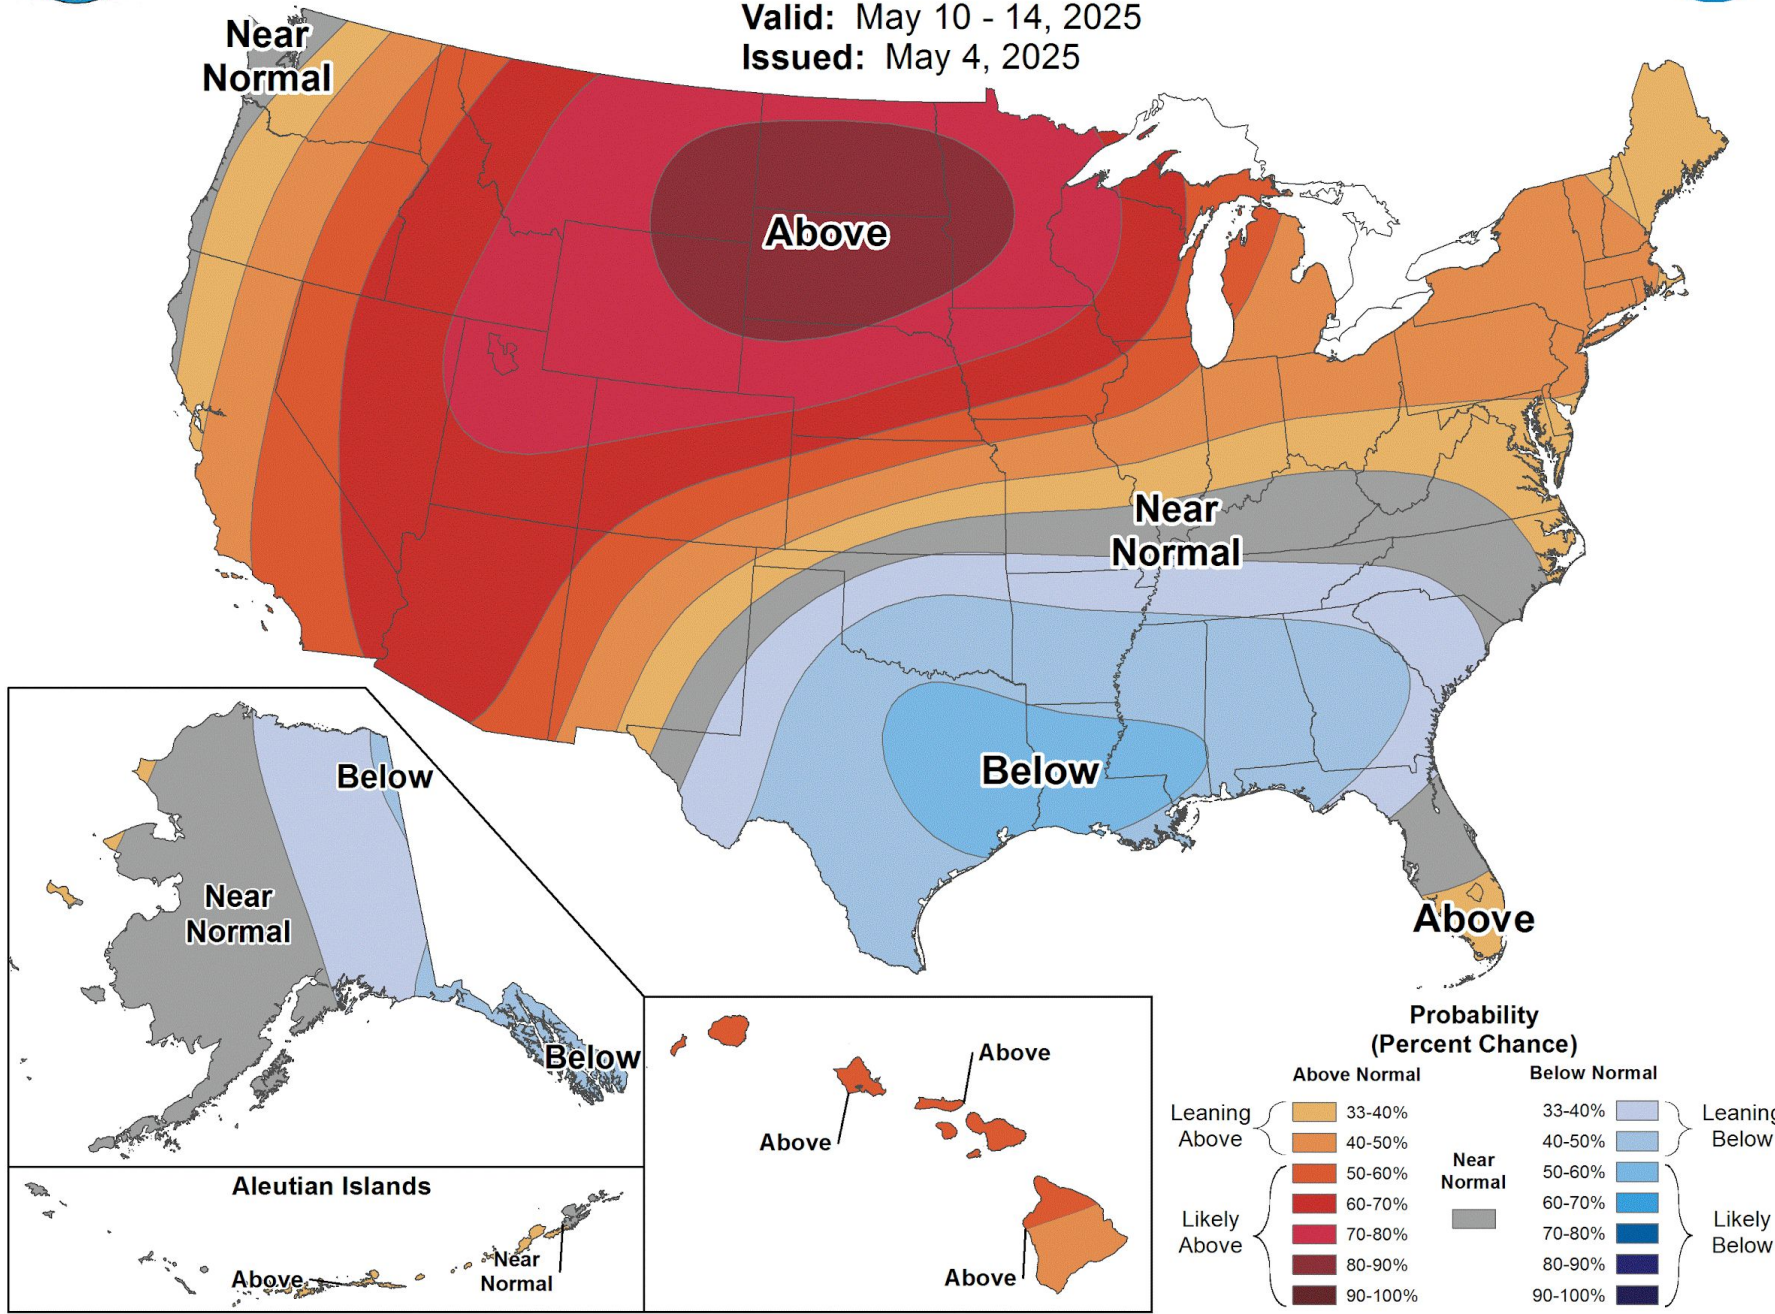 Valid: May 10 - 14, 2025
Issued: May 4, 2025
Near
Normal
Above
Near
Normal
Below
Above
Below
Near
Normal
Below
Aleutian Islands
Above
Near
Normal
Above
Above
Above
Probability
(Percent Chance)
Above Normal
Below Normal
Leaning
Above
33-40%
40-50%
Likely
Above
50-60%
60-70%
70-80%
80-90%
90-100%
Near
Normal
33-40%
40-50%
Leaning
Below
50-60%
60-70%
70-80%
80-90%
90-100%
Likely
Below